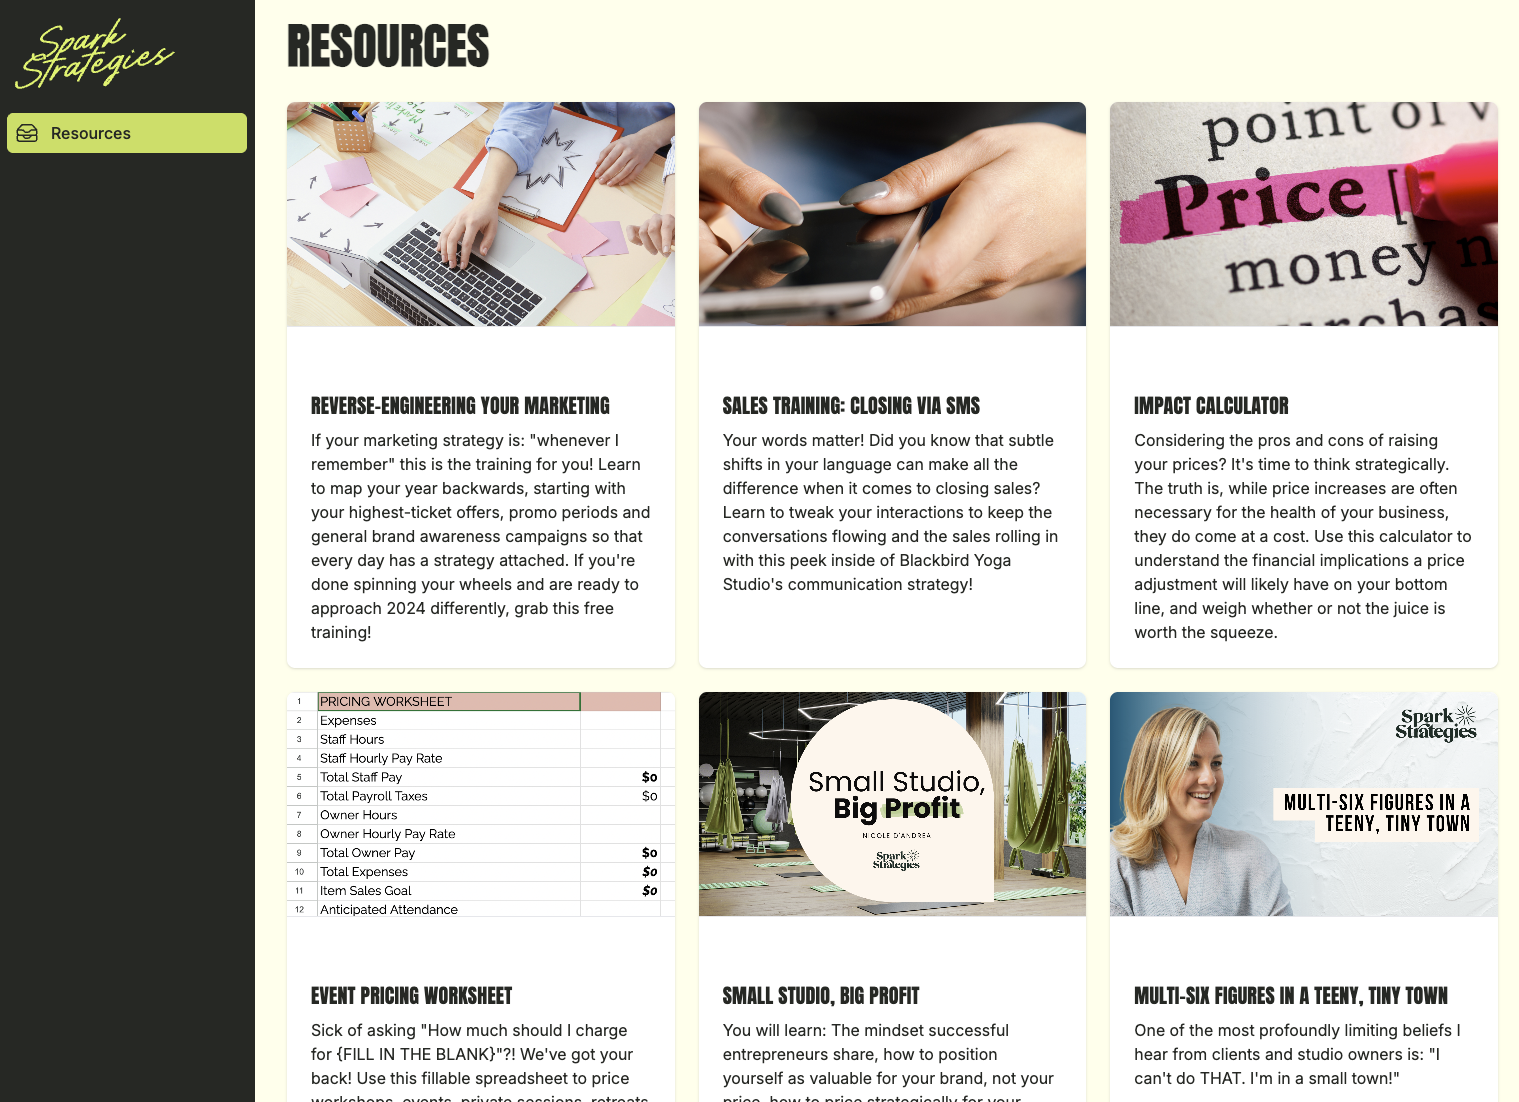 Spark
Strategies
Resources
RESOURCES
point of v
Price [
money n
urchas
REVERSE-ENGINEERING YOUR MARKETING
If your marketing strategy is: "whenever I
remember" this is the training for you! Learn
to map your year backwards, starting with
your highest-ticket offers, promo periods and
general brand awareness campaigns so that
every day has a strategy attached. If you're
done spinning your wheels and are ready to
approach 2024 differently, grab this free
training!
SALES TRAINING: CLOSING VIA SMS
Your words matter! Did you know that subtle
shifts in your language can make all the
difference when it comes to closing sales?
Learn to tweak your interactions to keep the
conversations flowing and the sales rolling in
with this peek inside of Blackbird Yoga
Studio's communication strategy!
IMPACT CALCULATOR
Considering the pros and cons of raising
your prices? It's time to think strategically.
The truth is, while price increases are often
necessary for the health of your business,
they do come at a cost. Use this calculator to
understand the financial implications a price
adjustment will likely have on your bottom
line, and weigh whether or not the juice is
worth the squeeze.
1 PRICING WORKSHEET
2 Expenses
3 Staff Hours
4 Staff Hourly Pay Rate
5 Total Staff Pay $0
6 Total Payroll Taxes $0
7 Owner Hours
8 Owner Hourly Pay Rate
9 Total Owner Pay $0
10 Total Expenses $0
11 Item Sales Goal $0
12 Anticipated Attendance
Small Studio,
Big Profit
NICOLE D'ANDREA
Spark
Strategies
Spark
Strategies
MULTI-SIX FIGURES IN A
TEENY, TINY TOWN
EVENT PRICING WORKSHEET
Sick of asking "How much should I charge
for {FILL IN THE BLANK}"?! We've got your
back! Use this fillable spreadsheet to price
workshops, events, private sessions, retreats
SMALL STUDIO, BIG PROFIT
You will learn: The mindset successful
entrepreneurs share, how to position
yourself as valuable for your brand, not your
price, how to price strategically for your
MULTI-SIX FIGURES IN A TEENY, TINY TOWN
One of the most profoundly limiting beliefs I
hear from clients and studio owners is: "I
can't do THAT. I'm in a small town!"